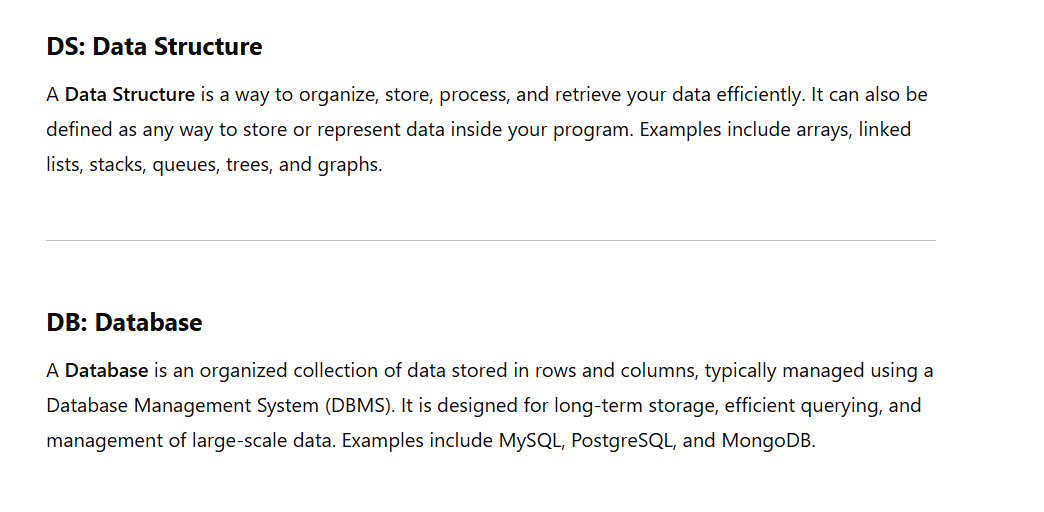 DS: Data Structure
A Data Structure is a way to organize, store, process, and retrieve your data efficiently. It can also be
defined as any way to store or represent data inside your program. Examples include arrays, linked
lists, stacks, queues, trees, and graphs.
DB: Database
A Database is an organized collection of data stored in rows and columns, typically managed using a
Database Management System (DBMS). It is designed for long-term storage, efficient querying, and
management of large-scale data. Examples include MySQL, PostgreSQL, and MongoDB.